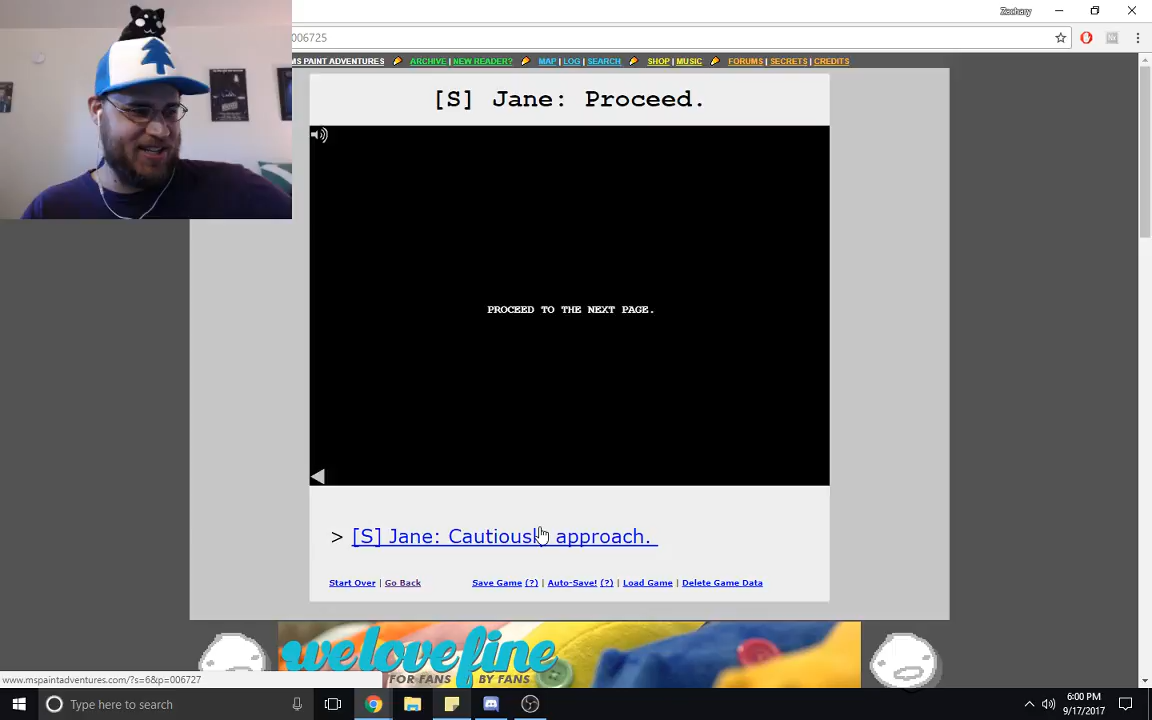 Zachary
006725
MS PAINT ADVENTURES ARCHIVE | NEW READER? MAP | LOG | SEARCH SHOP | MUSIC FORUMS | SECRETS | CREDITS
[S] Jane: Proceed.
PROCEED TO THE NEXT PAGE.
> [S] Jane: Cautiously approach.
Start Over | Go Back Save Game (?) | Auto-Save! (?) | Load Game | Delete Game Data
welovefine
FOR FANS BY FANS
www.mspaintadventures.com/?s=6&p=006727
Type here to search
6:00 PM
9/17/2017